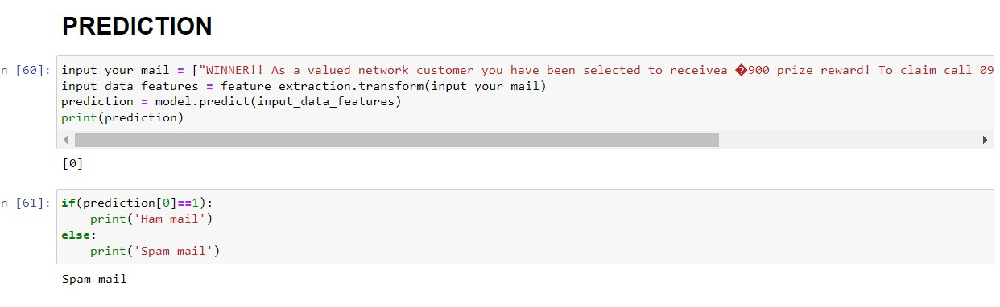 PREDICTION
n [60]: input_your_mail = ["WINNER!! As a valued network customer you have been selected to receivea �900 prize reward! To claim call 09
input_data_features = feature_extraction.transform(input_your_mail)
prediction = model.predict(input_data_features)
print(prediction)
[0]
n [61]: if(prediction[0]==1):
    print('Ham mail')
else:
    print('Spam mail')
Spam mail